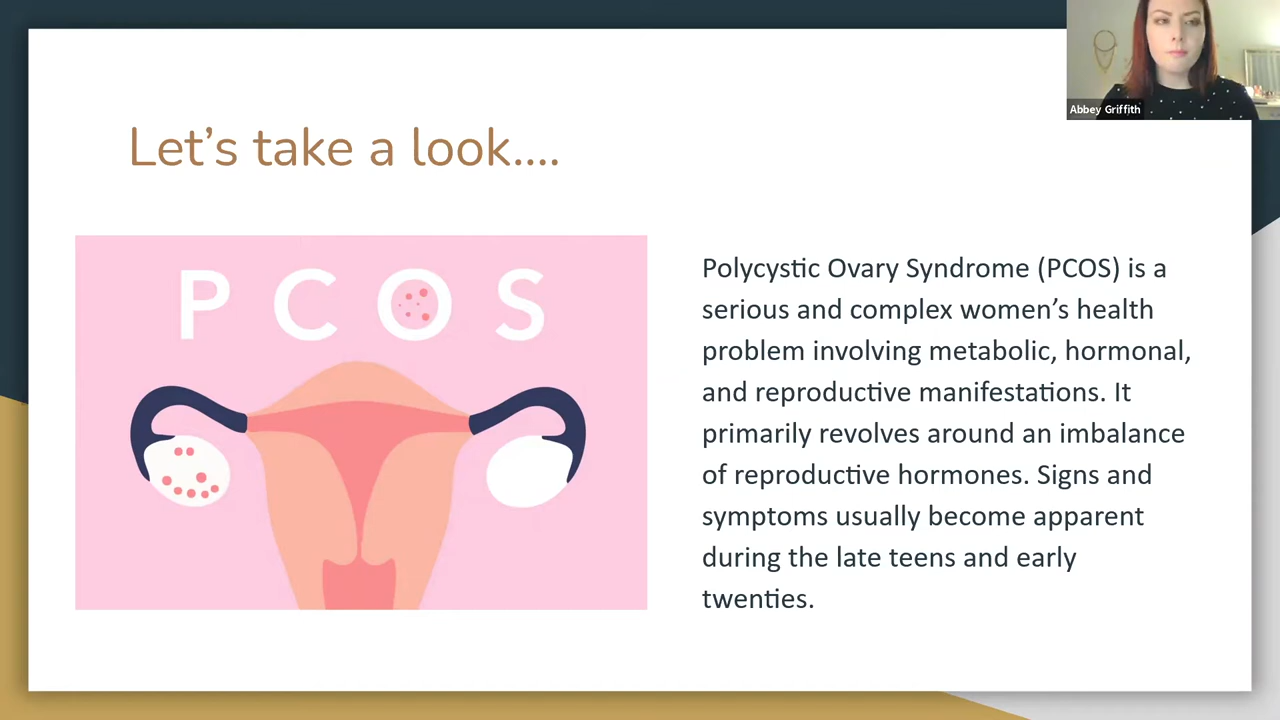 Abbey Griffith
Let’s take a look....
P C O S
Polycystic Ovary Syndrome (PCOS) is a
serious and complex women’s health
problem involving metabolic, hormonal,
and reproductive manifestations. It
primarily revolves around an imbalance
of reproductive hormones. Signs and
symptoms usually become apparent
during the late teens and early
twenties.